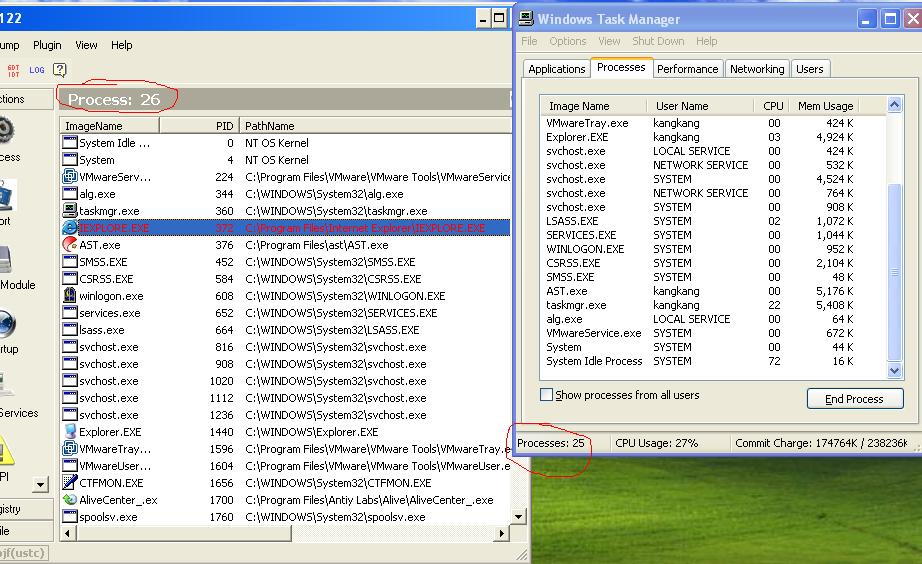 122
ump Plugin View Help
GDT
IDT
LOG
ctions
Process: 26
ImageName PID PathName
System Idle ... 0 NT OS Kernel
System 4 NT OS Kernel
VMwareServ... 224 C:\Program Files\VMware\VMware Tools\VMwareService
alg.exe 344 C:\WINDOWS\System32\alg.exe
taskmgr.exe 360 C:\WINDOWS\System32\taskmgr.exe
IEXPLORE.EXE 372 C:\Program Files\Internet Explorer\IEXPLORE.EXE
AST.exe 376 C:\Program Files\ast\AST.exe
SMSS.EXE 452 C:\WINDOWS\System32\SMSS.EXE
CSRSS.EXE 584 C:\WINDOWS\System32\CSRSS.EXE
winlogon.exe 608 C:\WINDOWS\System32\WINLOGON.EXE
services.exe 652 C:\WINDOWS\System32\SERVICES.EXE
lsass.exe 664 C:\WINDOWS\System32\LSASS.EXE
svchost.exe 816 C:\WINDOWS\System32\svchost.exe
svchost.exe 908 C:\WINDOWS\System32\svchost.exe
svchost.exe 1020 C:\WINDOWS\System32\svchost.exe
svchost.exe 1112 C:\WINDOWS\System32\svchost.exe
svchost.exe 1236 C:\WINDOWS\System32\svchost.exe
Explorer.EXE 1440 C:\WINDOWS\Explorer.EXE
VMwareTray... 1596 C:\Program Files\VMware\VMware Tools\VMwareTray.e
VMwareUser... 1604 C:\Program Files\VMware\VMware Tools\VMwareUser.e
CTFMON.EXE 1656 C:\WINDOWS\System32\CTFMON.EXE
AliveCenter_.ex 1700 C:\Program Files\Antiy Labs\Alive\AliveCenter_.exe
spoolsv.exe 1760 C:\WINDOWS\System32\spoolsv.exe
cess
ort
Module
rtup
Services
PI
gistry
ile
pjf(ustc)
Windows Task Manager
File Options View Shut Down Help
Applications Processes Performance Networking Users
Image Name User Name CPU Mem Usage
VMwareTray.exe kangkang 00 424 K
Explorer.EXE kangkang 03 4,924 K
svchost.exe LOCAL SERVICE 00 424 K
svchost.exe NETWORK SERVICE 00 532 K
svchost.exe SYSTEM 00 4,524 K
svchost.exe NETWORK SERVICE 00 764 K
svchost.exe SYSTEM 00 908 K
LSASS.EXE SYSTEM 02 1,072 K
SERVICES.EXE SYSTEM 00 1,044 K
WINLOGON.EXE SYSTEM 00 952 K
CSRSS.EXE SYSTEM 00 2,104 K
SMSS.EXE SYSTEM 00 48 K
AST.exe kangkang 00 5,176 K
taskmgr.exe kangkang 22 5,408 K
alg.exe LOCAL SERVICE 00 64 K
VMwareService.exe SYSTEM 00 672 K
System SYSTEM 00 44 K
System Idle Process SYSTEM 72 16 K
Show processes from all users
End Process
Processes: 25 CPU Usage: 27% Commit Charge: 174764K / 238236K